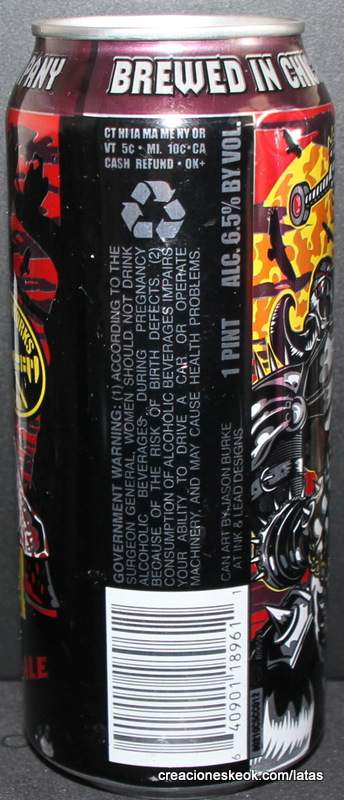 PANY
BREWED IN CH
CT HI IA MA ME NY OR
VT 5¢ • MI. 10¢•CA
CASH REFUND • OK+
GOVERNMENT WARNING: (1) ACCORDING TO THE
SURGEON GENERAL, WOMEN SHOULD NOT DRINK
ALCOHOLIC BEVERAGES DURING PREGNANCY
BECAUSE OF THE RISK OF BIRTH DEFECTS. (2)
CONSUMPTION OF ALCOHOLIC BEVERAGES IMPAIRS
YOUR ABILITY TO DRIVE A CAR OR OPERATE
MACHINERY AND MAY CAUSE HEALTH PROBLEMS.
CAN ART BY JASON BURKE
AT INK & LEAD DESIGNS
1 PINT ALC. 6.5% BY VOL.
ALE
6 40901 18961 1
creacioneskeok.com/latas